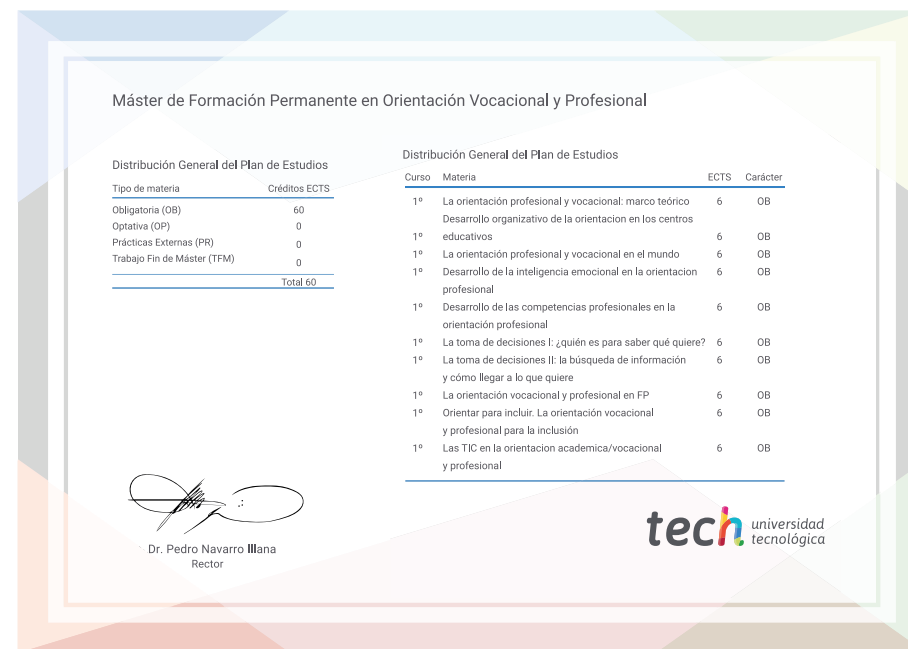 Máster de Formación Permanente en Orientación Vocacional y Profesional
Distribución General del Plan de Estudios
Tipo de materia Créditos ECTS
Obligatoria (OB) 60
Optativa (OP) 0
Prácticas Externas (PR) 0
Trabajo Fin de Máster (TFM) 0
Total 60
Distribución General del Plan de Estudios
Curso Materia ECTS Carácter
1º La orientación profesional y vocacional: marco teórico 6 OB
Desarrollo organizativo de la orientacion en los centros
1º educativos 6 OB
1º La orientación profesional y vocacional en el mundo 6 OB
1º Desarrollo de la inteligencia emocional en la orientacion 6 OB
profesional
1º Desarrollo de las competencias profesionales en la 6 OB
orientación profesional
1º La toma de decisiones I: ¿quién es para saber qué quiere? 6 OB
1º La toma de decisiones II: la búsqueda de información 6 OB
y cómo llegar a lo que quiere
1º La orientación vocacional y profesional en FP 6 OB
1º Orientar para incluir. La orientación vocacional 6 OB
y profesional para la inclusión
1º Las TIC en la orientacion academica/vocacional 6 OB
y profesional
Dr. Pedro Navarro Illana
Rector
tech universidad
tecnológica